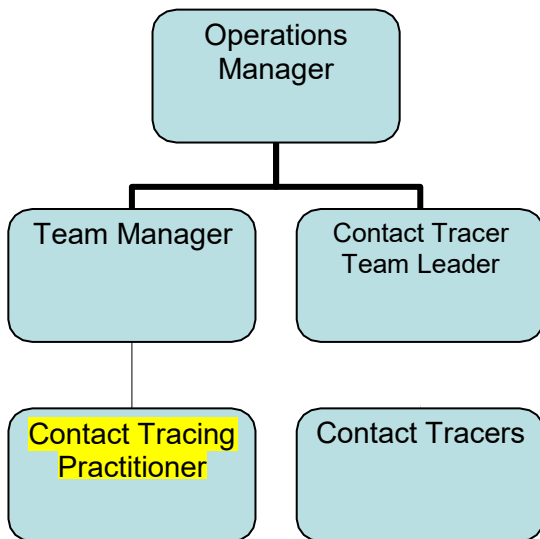 Operations
Manager
Team Manager
Contact Tracer
Team Leader
Contact Tracing
Practitioner
Contact Tracers